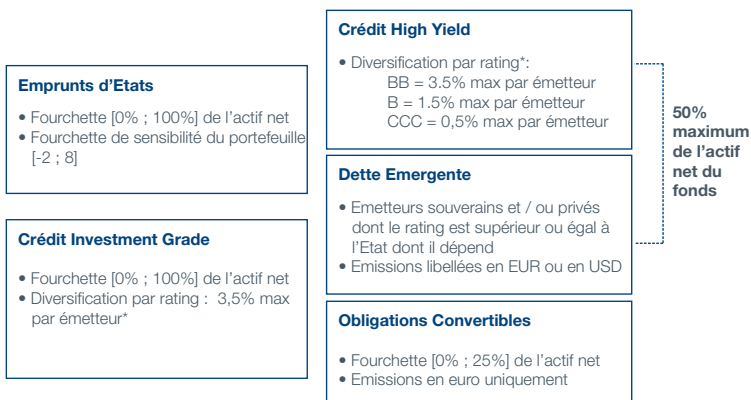 Emprunts d'Etats
• Fourchette [0% ; 100%] de l'actif net
• Fourchette de sensibilité du portefeuille
[-2 ; 8]
Crédit Investment Grade
• Fourchette [0% ; 100%] de l'actif net
• Diversification par rating : 3,5% max
par émetteur*
Crédit High Yield
• Diversification par rating*:
BB = 3.5% max par émetteur
B = 1.5% max par émetteur
CCC = 0,5% max par émetteur
Dette Emergente
• Emetteurs souverains et / ou privés
dont le rating est supérieur ou égal à
l'Etat dont il dépend
• Emissions libellées en EUR ou en USD
Obligations Convertibles
• Fourchette [0% ; 25%] de l'actif net
• Emissions en euro uniquement
50%
maximum
de l'actif
net du
fonds